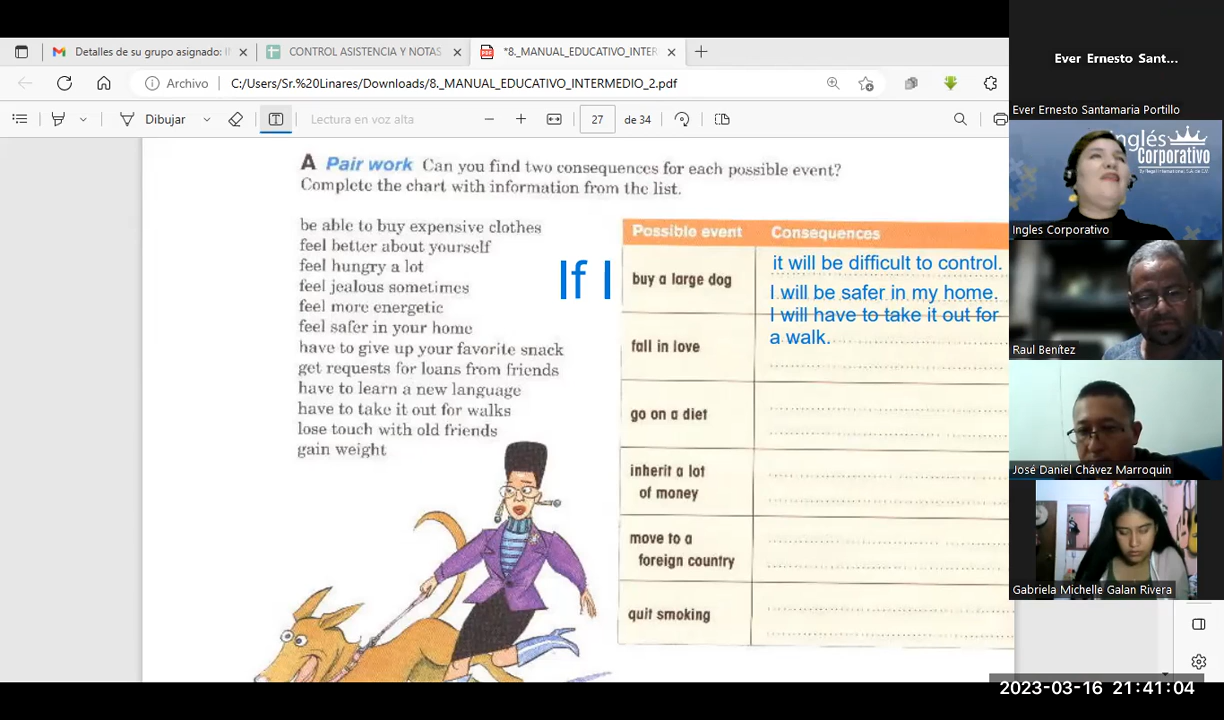 Detalles de su grupo asignado: I
CONTROL ASISTENCIA Y NOTAS
*8._MANUAL_EDUCATIVO_INTER
Archivo
C:/Users/Sr.%20Linares/Downloads/8._MANUAL_EDUCATIVO_INTERMEDIO_2.pdf
Dibujar
Lectura en voz alta
27
de 34
A Pair work Can you find two consequences for each possible event?
Complete the chart with information from the list.
be able to buy expensive clothes
feel better about yourself
feel hungry a lot
feel jealous sometimes
feel more energetic
feel safer in your home
have to give up your favorite snack
get requests for loans from friends
have to learn a new language
have to take it out for walks
lose touch with old friends
gain weight
If I
Possible event
Consequences
buy a large dog
it will be difficult to control.
I will be safer in my home.
I will have to take it out for
a walk.
fall in love
go on a diet
inherit a lot
of money
move to a
foreign country
quit smoking
Ever Ernesto Sant...
Ever Ernesto Santamaria Portillo
inglés
Corporativo
Ingles Corporativo
Raul Benítez
José Daniel Chávez Marroquin
Gabriela Michelle Galan Rivera
2023-03-16 21:41:04